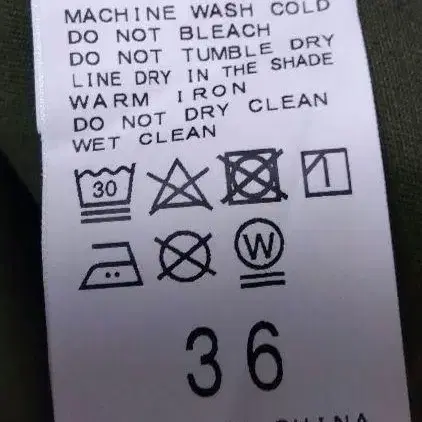 MACHINE WASH COLD
DO NOT BLEACH
DO NOT TUMBLE DRY
LINE DRY IN THE SHADE
WARM IRON
DO NOT DRY CLEAN
WET CLEAN
30
W
36